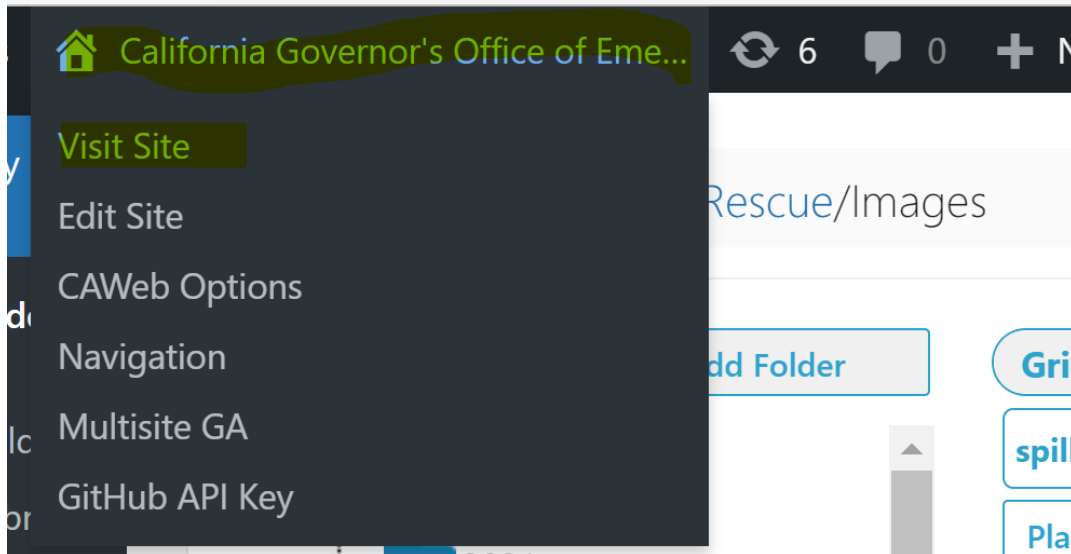 California Governor's Office of Eme... 6 0
Visit Site
Edit Site
Rescue/Images
CAWeb Options
Navigation
dd Folder
Gri
Multisite GA
spill
GitHub API Key
Pla